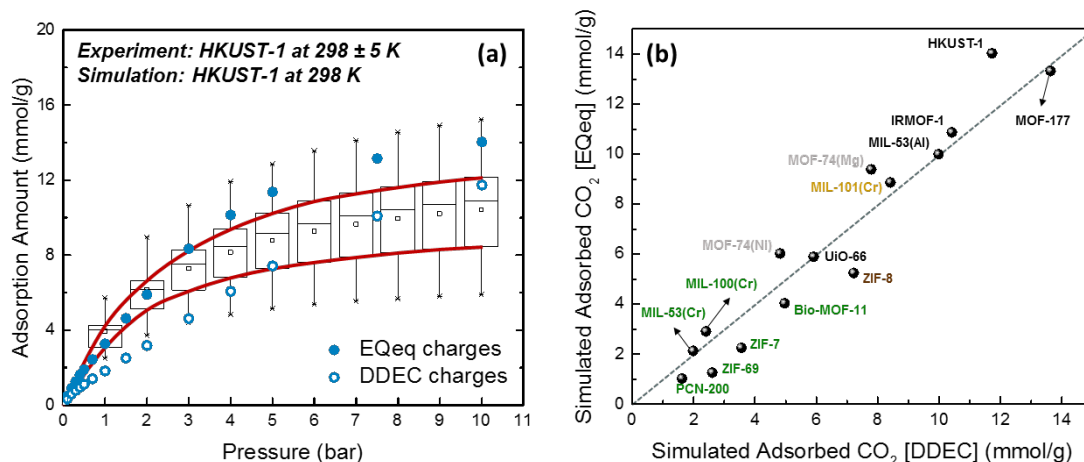 Experiment: HKUST-1 at 298 ± 5 K
Simulation: HKUST-1 at 298 K
(a)
EQeq charges
DDEC charges
Adsorption Amount (mmol/g)
20
16
12
8
4
0
0 1 2 3 4 5 6 7 8 9 10 11
Pressure (bar)
(b)
HKUST-1
MOF-177
IRMOF-1
MIL-53(Al)
MOF-74(Mg)
MIL-101(Cr)
MOF-74(NI)
UiO-66
ZIF-8
MIL-100(Cr)
Bio-MOF-11
MIL-53(Cr)
ZIF-7
ZIF-69
PCN-200
Simulated Adsorbed CO2 [EQeq] (mmol/g)
14
12
10
8
6
4
2
0
0 2 4 6 8 10 12 14
Simulated Adsorbed CO2 [DDEC] (mmol/g)